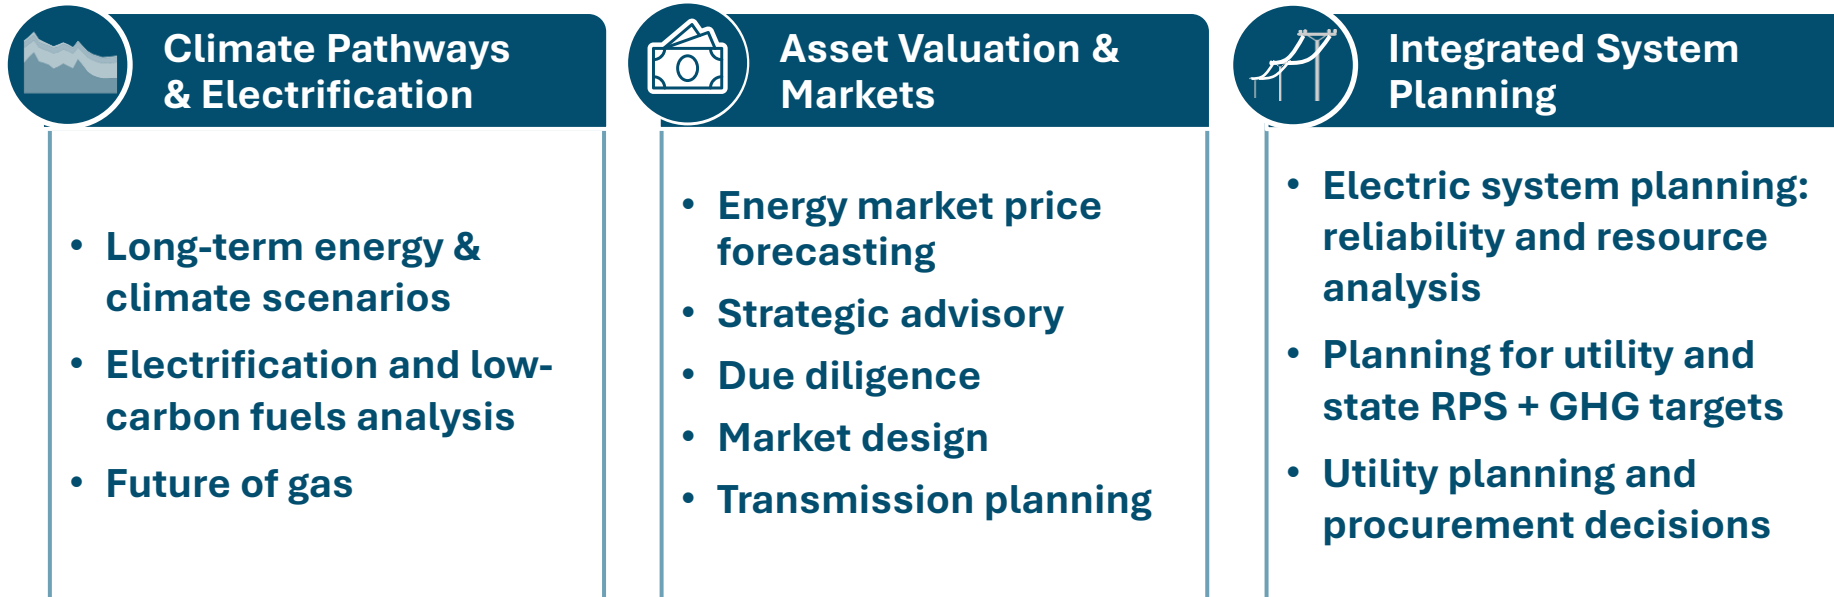 Climate Pathways
& Electrification
• Long-term energy &
climate scenarios
• Electrification and low-
carbon fuels analysis
• Future of gas
Asset Valuation &
Markets
• Energy market price
forecasting
• Strategic advisory
• Due diligence
• Market design
• Transmission planning
Integrated System
Planning
• Electric system planning:
reliability and resource
analysis
• Planning for utility and
state RPS + GHG targets
• Utility planning and
procurement decisions